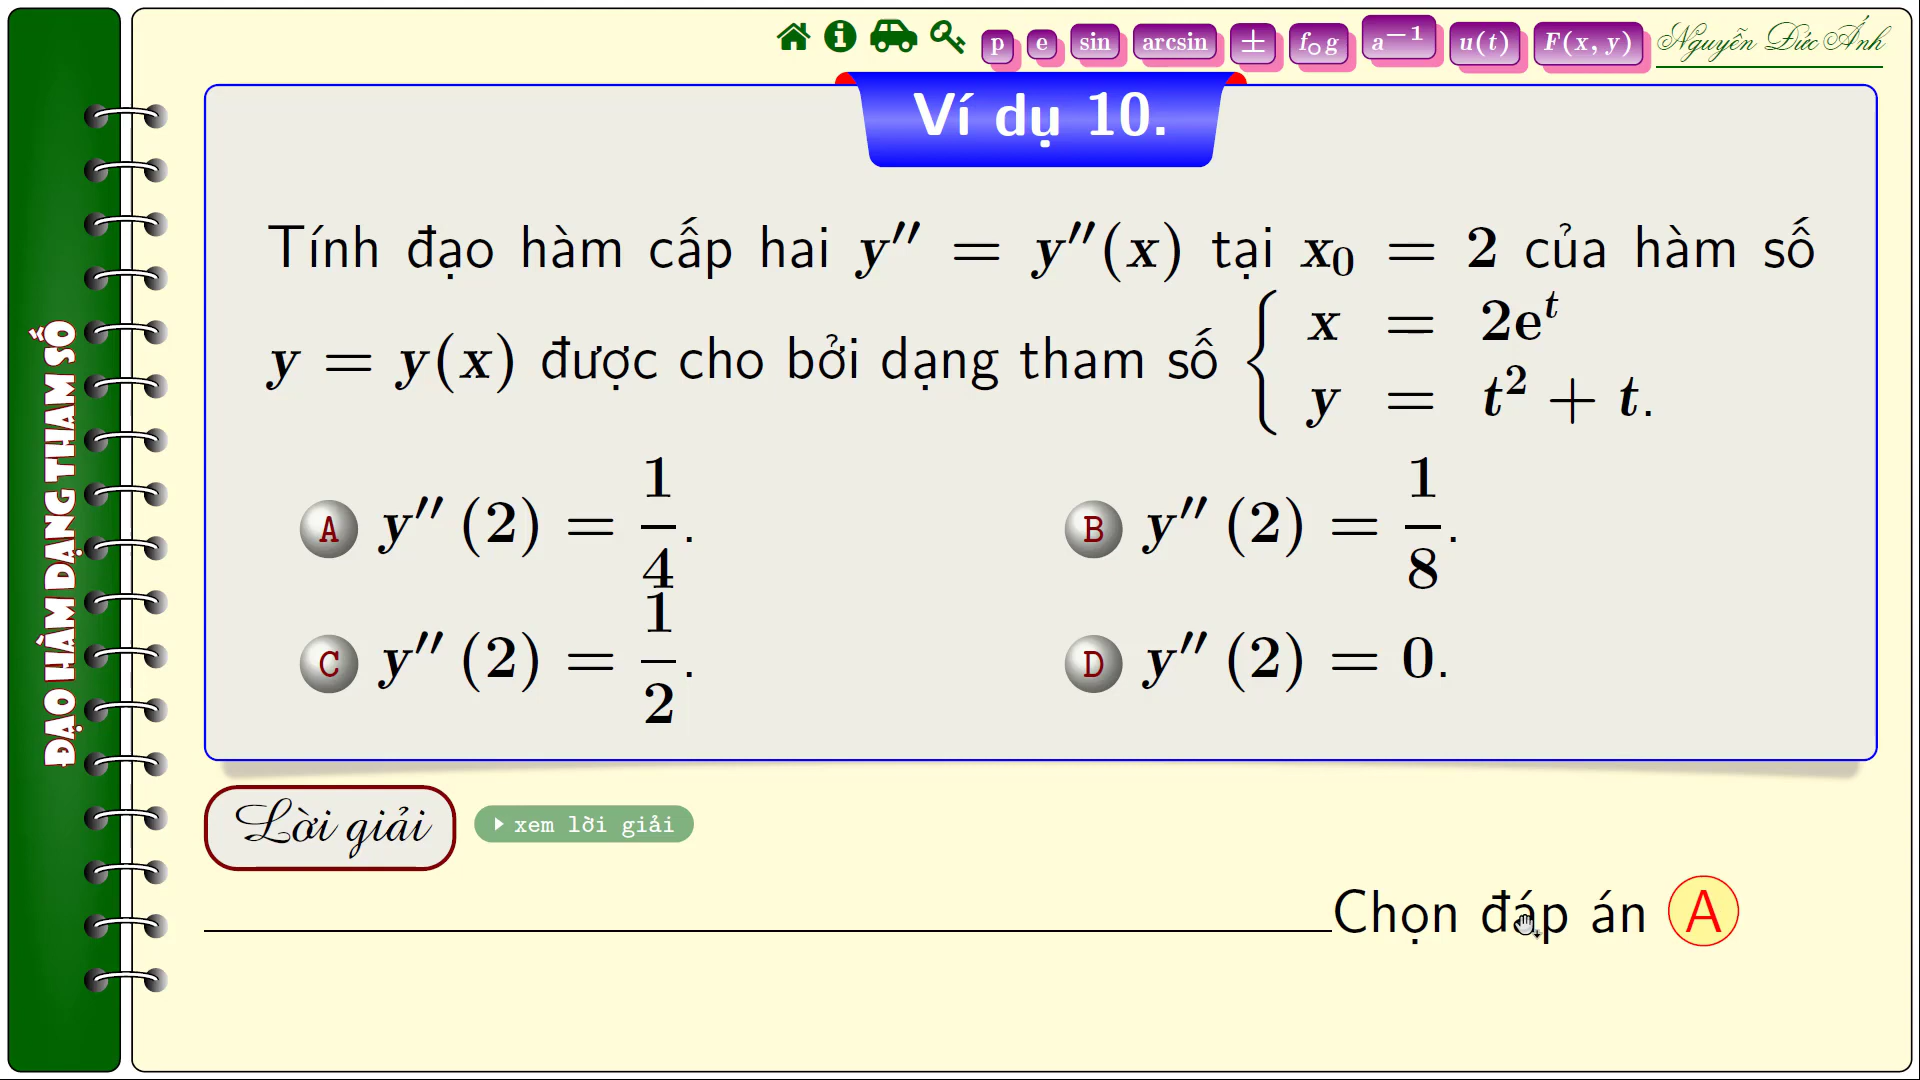 p e sin arcsin ± f∘g a⁻¹ u(t) F(x, y) Nguyễn Đức Ánh
Ví dụ 10.
Tính đạo hàm cấp hai y″ = y″(x) tại x₀ = 2 của hàm số
y = y(x) được cho bởi dạng tham số { x = 2eᵗ
y = t² + t.
A y″(2) = 1/4. B y″(2) = 1/8.
C y″(2) = 1/2. D y″(2) = 0.
Lời giải xem lời giải
Chọn đáp án A
ĐẠO HÀM DẠNG THAM SỐ